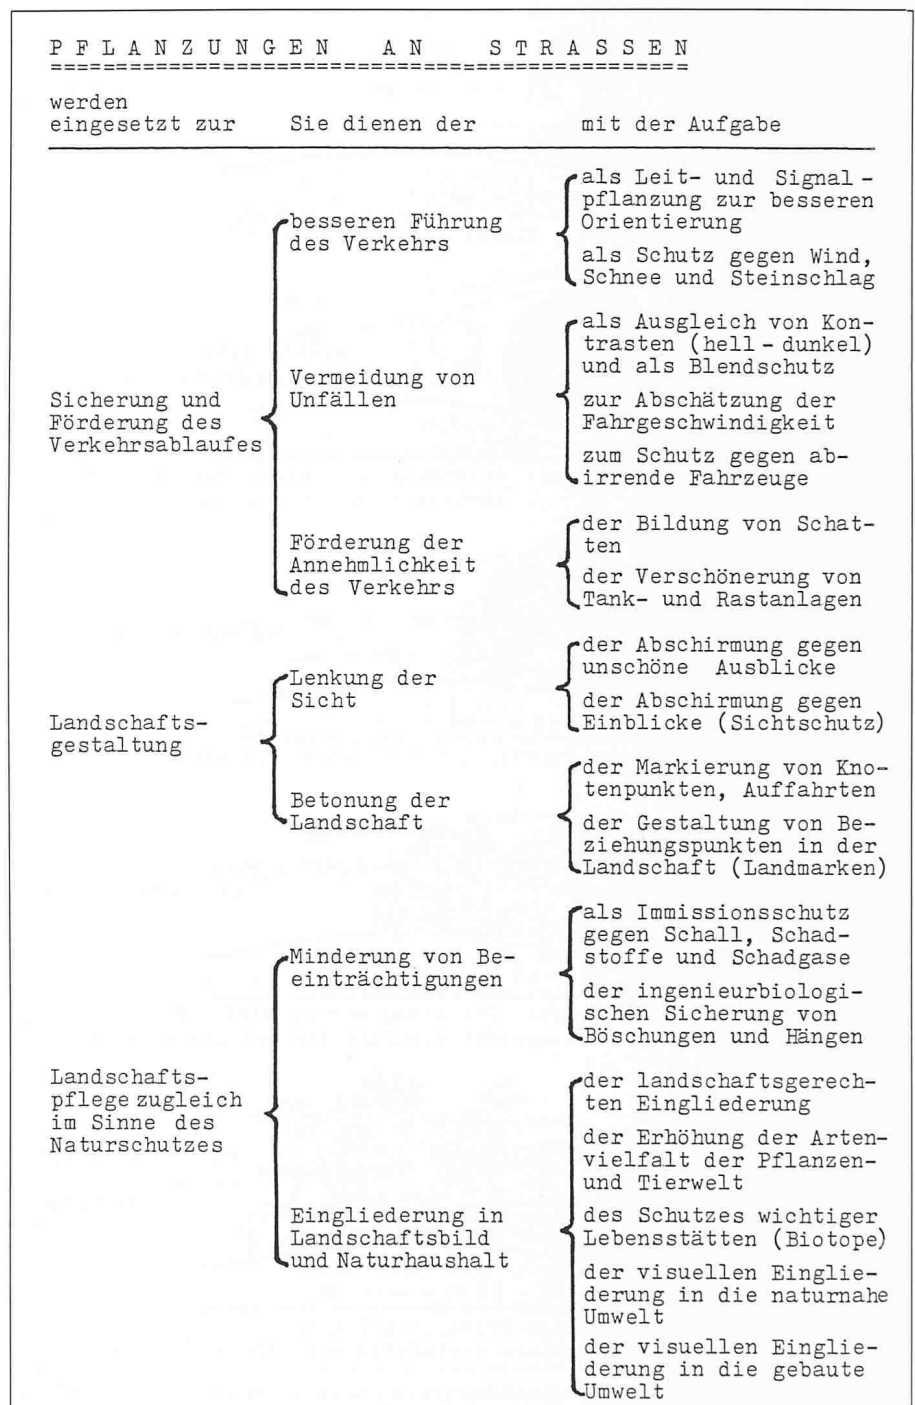 PFLANZUNGEN AN STRASSEN
werden
eingesetzt zur Sie dienen der mit der Aufgabe
als Leit- und Signal-
pflanzung zur besseren
Orientierung
besseren Führung
des Verkehrs
als Schutz gegen Wind,
Schnee und Steinschlag
als Ausgleich von Kon-
trasten (hell - dunkel)
und als Blendschutz
Vermeidung von
Unfällen
Sicherung und
Förderung des
Verkehrsablaufes
zur Abschätzung der
Fahrgeschwindigkeit
zum Schutz gegen ab-
irrende Fahrzeuge
der Bildung von Schat-
ten
Förderung der
Annehmlichkeit
des Verkehrs
der Verschönerung von
Tank- und Rastanlagen
der Abschirmung gegen
unschöne Ausblicke
Lenkung der
Sicht
der Abschirmung gegen
Einblicke (Sichtschutz)
Landschafts-
gestaltung
der Markierung von Kno-
tenpunkten, Auffahrten
Betonung der
Landschaft
der Gestaltung von Be-
ziehungspunkten in der
Landschaft (Landmarken)
als Immissionsschutz
gegen Schall, Schad-
stoffe und Schadgase
Minderung von Be-
einträchtigungen
der ingenieurbiologi-
schen Sicherung von
Böschungen und Hängen
Landschafts-
pflege zugleich
im Sinne des
Naturschutzes
der landschaftsgerech-
ten Eingliederung
der Erhöhung der Arten-
vielfalt der Pflanzen-
und Tierwelt
Eingliederung in
Landschaftsbild
und Naturhaushalt
des Schutzes wichtiger
Lebensstätten (Biotope)
der visuellen Einglie-
derung in die naturnahe
Umwelt
der visuellen Einglie-
derung in die gebaute
Umwelt